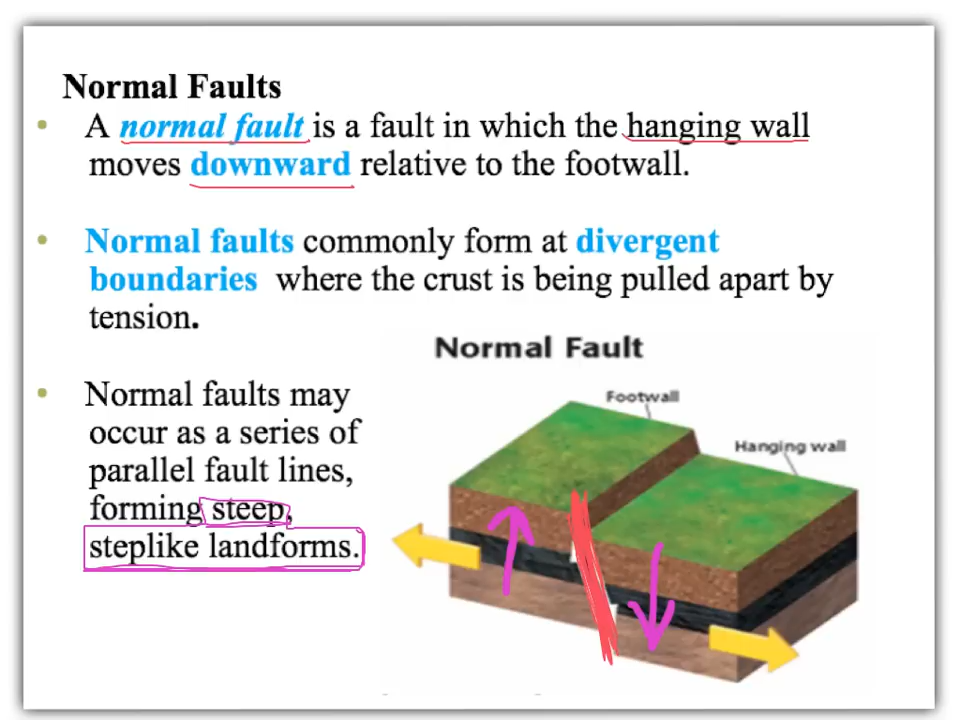 Normal Faults
• A normal fault is a fault in which the hanging wall
moves downward relative to the footwall.
• Normal faults commonly form at divergent
boundaries where the crust is being pulled apart by
tension.
• Normal faults may
occur as a series of
parallel fault lines,
forming steep,
steplike landforms.
Normal Fault
Footwall
Hanging wall